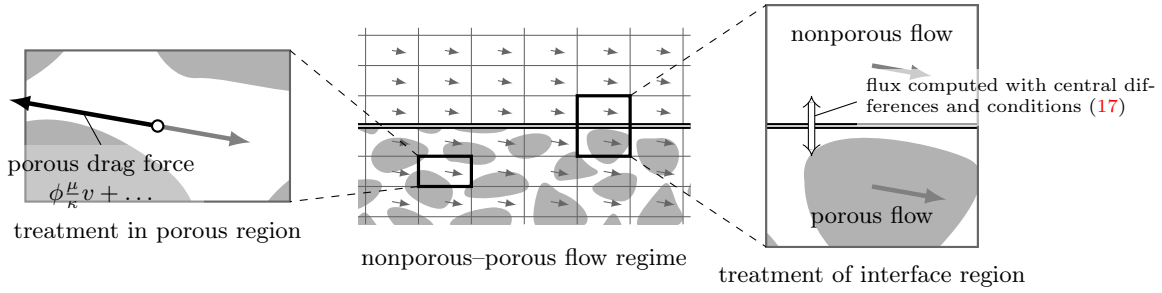 porous drag force
ϕ μ/κ v + …
treatment in porous region
nonporous–porous flow regime
nonporous flow
flux computed with central dif-
ferences and conditions (17)
porous flow
treatment of interface region